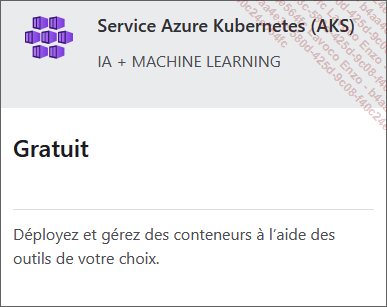 Service Azure Kubernetes (AKS)
IA + MACHINE LEARNING
Gratuit
Déployez et gérez des conteneurs à l’aide des
outils de votre choix.